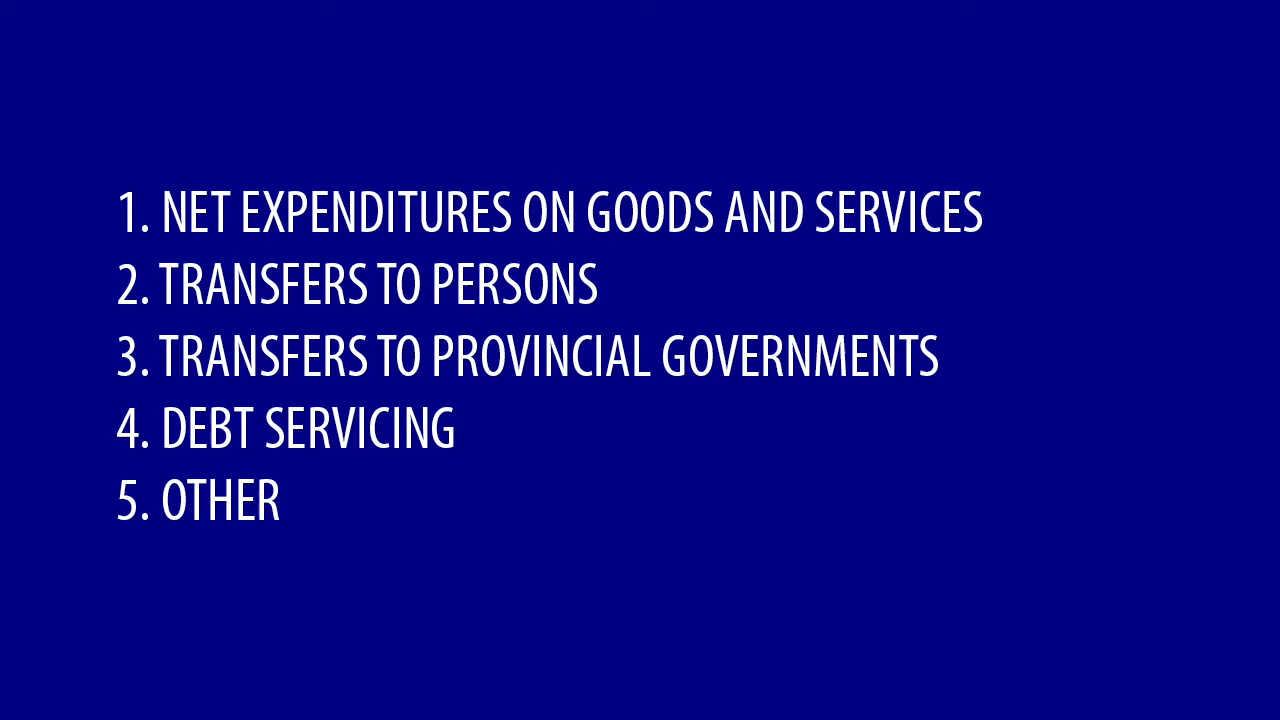 1. NET EXPENDITURES ON GOODS AND SERVICES
2. TRANSFERS TO PERSONS
3. TRANSFERS TO PROVINCIAL GOVERNMENTS
4. DEBT SERVICING
5. OTHER